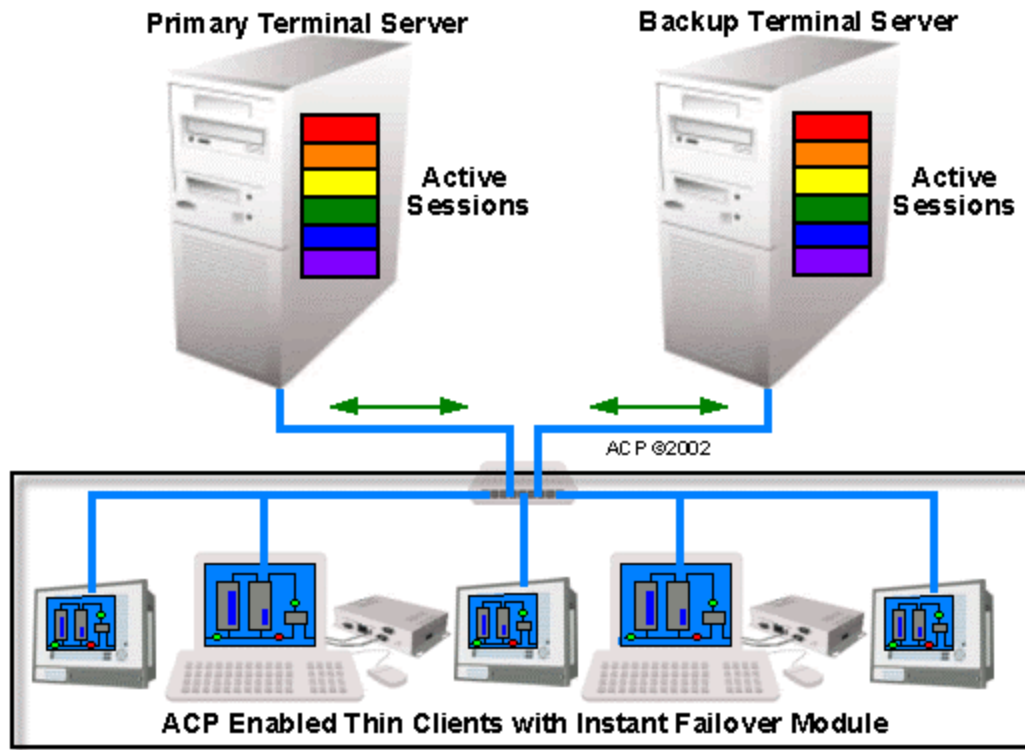 Primary Terminal Server
Backup Terminal Server
Active
Sessions
Active
Sessions
ACP ©2002
ACP Enabled Thin Clients with Instant Failover Module